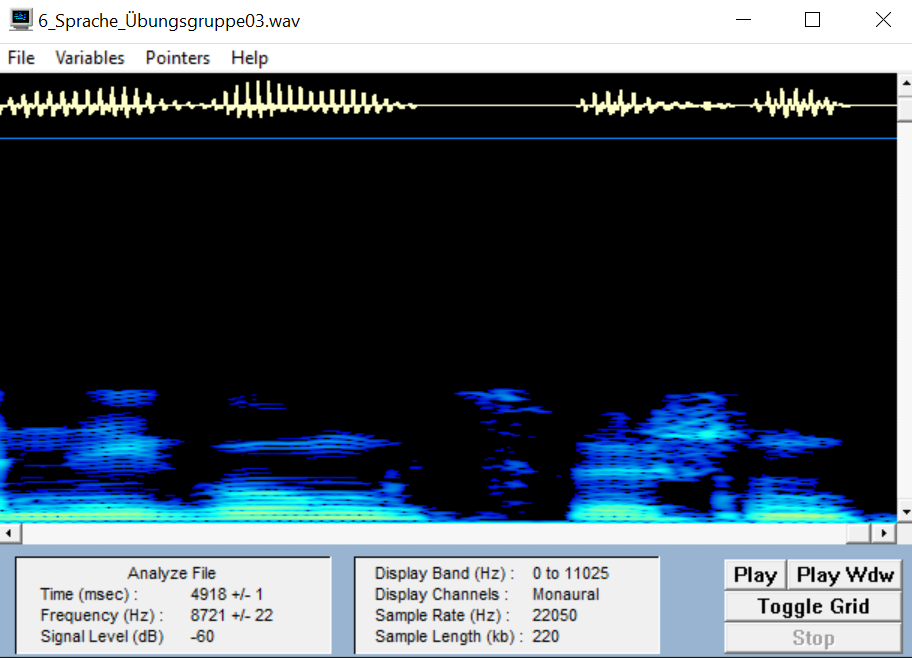 6_Sprache_Übungsgruppe03.wav
File Variables Pointers Help
Analyze File
Time (msec) : 4918 +/- 1
Frequency (Hz) : 8721 +/- 22
Signal Level (dB) -60
Display Band (Hz) : 0 to 11025
Display Channels : Monaural
Sample Rate (Hz) : 22050
Sample Length (kb) : 220
Play Play Wdw
Toggle Grid
Stop